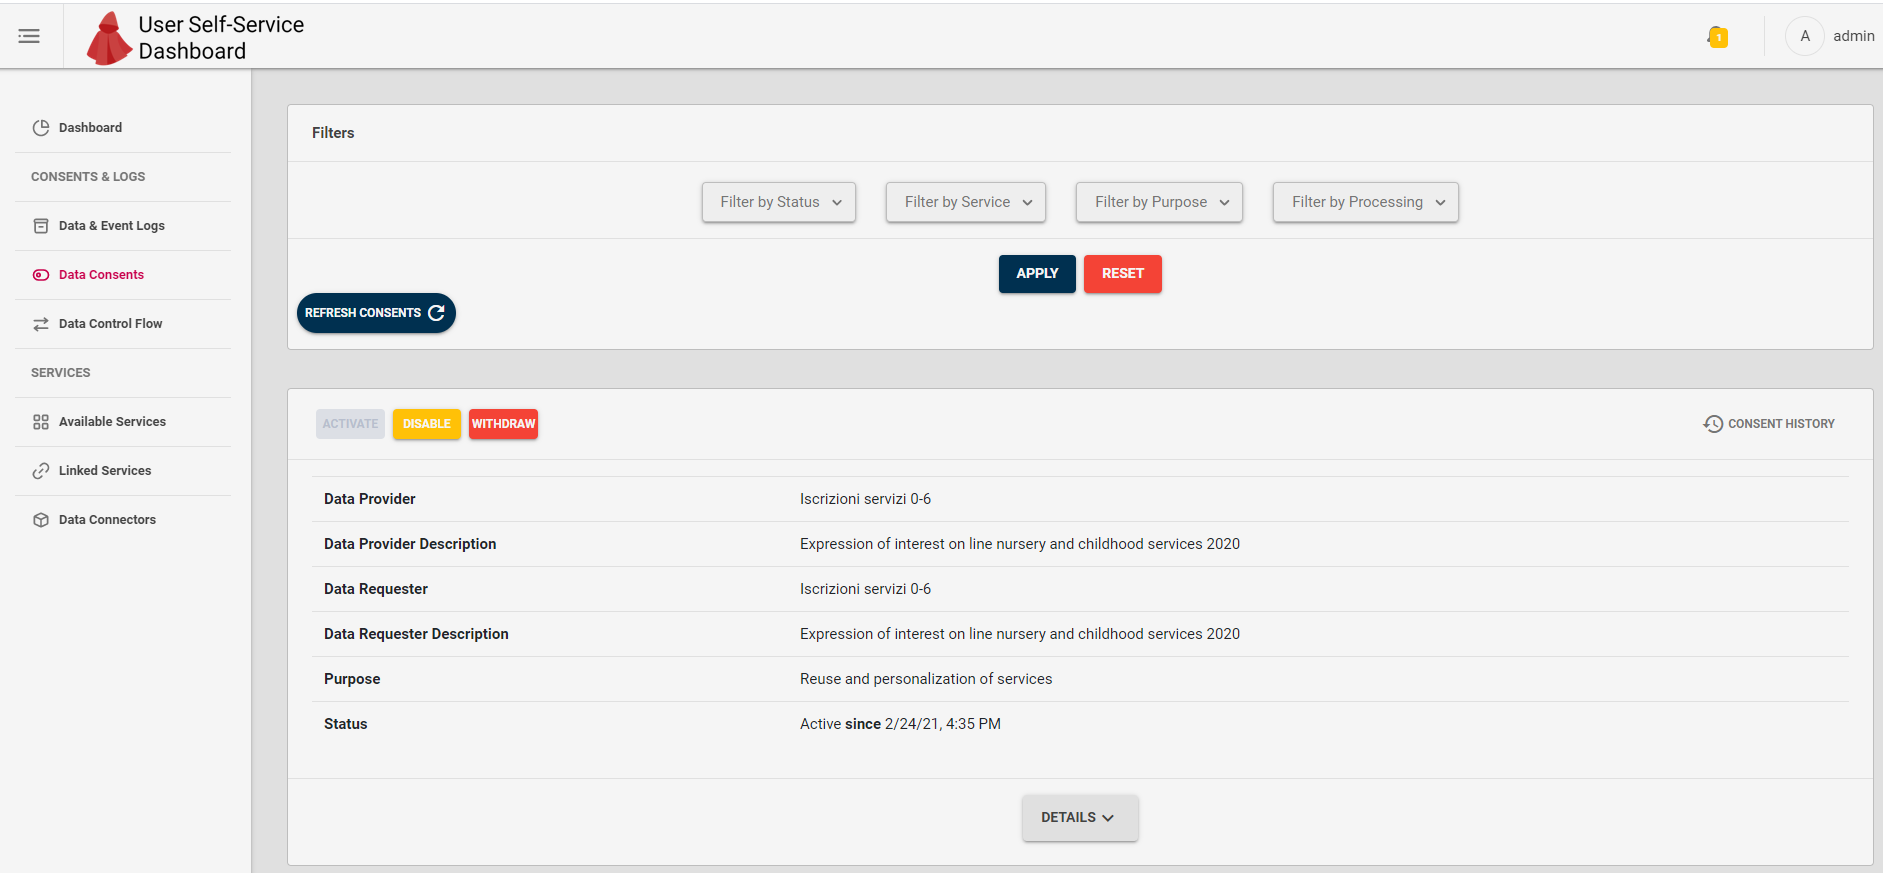 User Self-Service
Dashboard
1
A
admin
Dashboard
CONSENTS & LOGS
Data & Event Logs
Data Consents
Data Control Flow
SERVICES
Available Services
Linked Services
Data Connectors
Filters
Filter by Status
Filter by Service
Filter by Purpose
Filter by Processing
APPLY
RESET
REFRESH CONSENTS
ACTIVATE
DISABLE
WITHDRAW
CONSENT HISTORY
Data Provider Iscrizioni servizi 0-6
Data Provider Description Expression of interest on line nursery and childhood services 2020
Data Requester Iscrizioni servizi 0-6
Data Requester Description Expression of interest on line nursery and childhood services 2020
Purpose Reuse and personalization of services
Status Active since 2/24/21, 4:35 PM
DETAILS